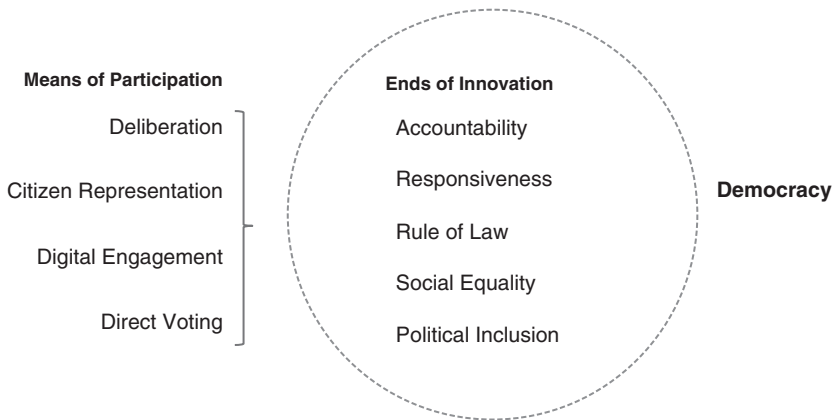 Means of Participation
Deliberation
Citizen Representation
Digital Engagement
Direct Voting
Ends of Innovation
Accountability
Responsiveness
Rule of Law
Social Equality
Political Inclusion
Democracy